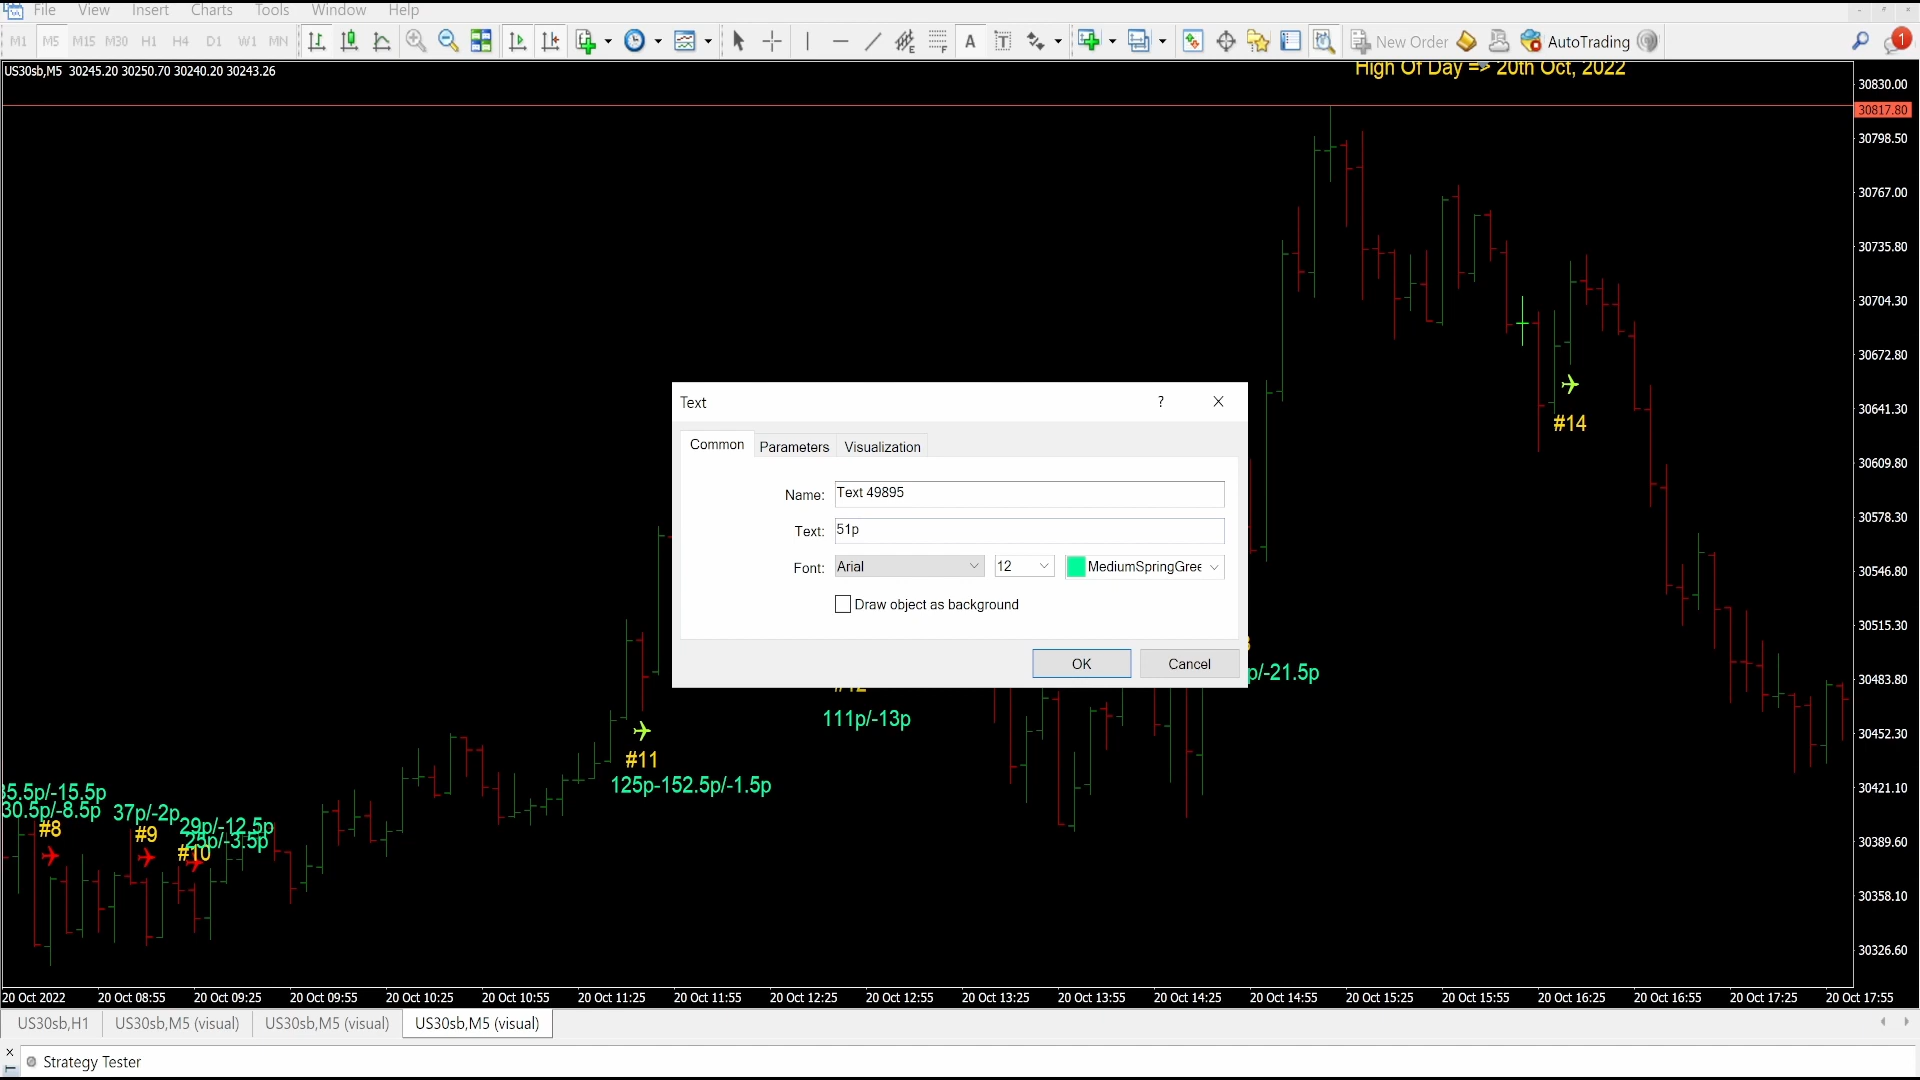 File View Insert Charts Tools Window Help
M1 M5 M15 M30 H1 H4 D1 W1 MN A T New Order AutoTrading 1
US30sb,M5 30245.20 30250.70 30240.20 30243.26
High Of Day => 20th Oct, 2022
30830.00
30817.80
30798.50
30767.00
30735.80
30704.30
30672.80
30641.30
30609.80
30578.30
30546.80
30515.30
30483.80
30452.30
30421.10
30389.60
30358.10
30326.60
#14
Text ?
Common Parameters Visualization
Name: Text 49895
Text: 51p
Font: Arial 12 MediumSpringGree
Draw object as background
OK Cancel
p/-21.5p
#12
111p/-13p
#11
125p-152.5p/-1.5p
35.5p/-15.5p
30.5p/-8.5p
#8
37p/-2p
#9
29p/-12.5p
25p/-3.5p
#10
20 Oct 2022 20 Oct 08:55 20 Oct 09:25 20 Oct 09:55 20 Oct 10:25 20 Oct 10:55 20 Oct 11:25 20 Oct 11:55 20 Oct 12:25 20 Oct 12:55 20 Oct 13:25 20 Oct 13:55 20 Oct 14:25 20 Oct 14:55 20 Oct 15:25 20 Oct 15:55 20 Oct 16:25 20 Oct 16:55 20 Oct 17:25 20 Oct 17:55
US30sb,H1 US30sb,M5 (visual) US30sb,M5 (visual) US30sb,M5 (visual)
Strategy Tester